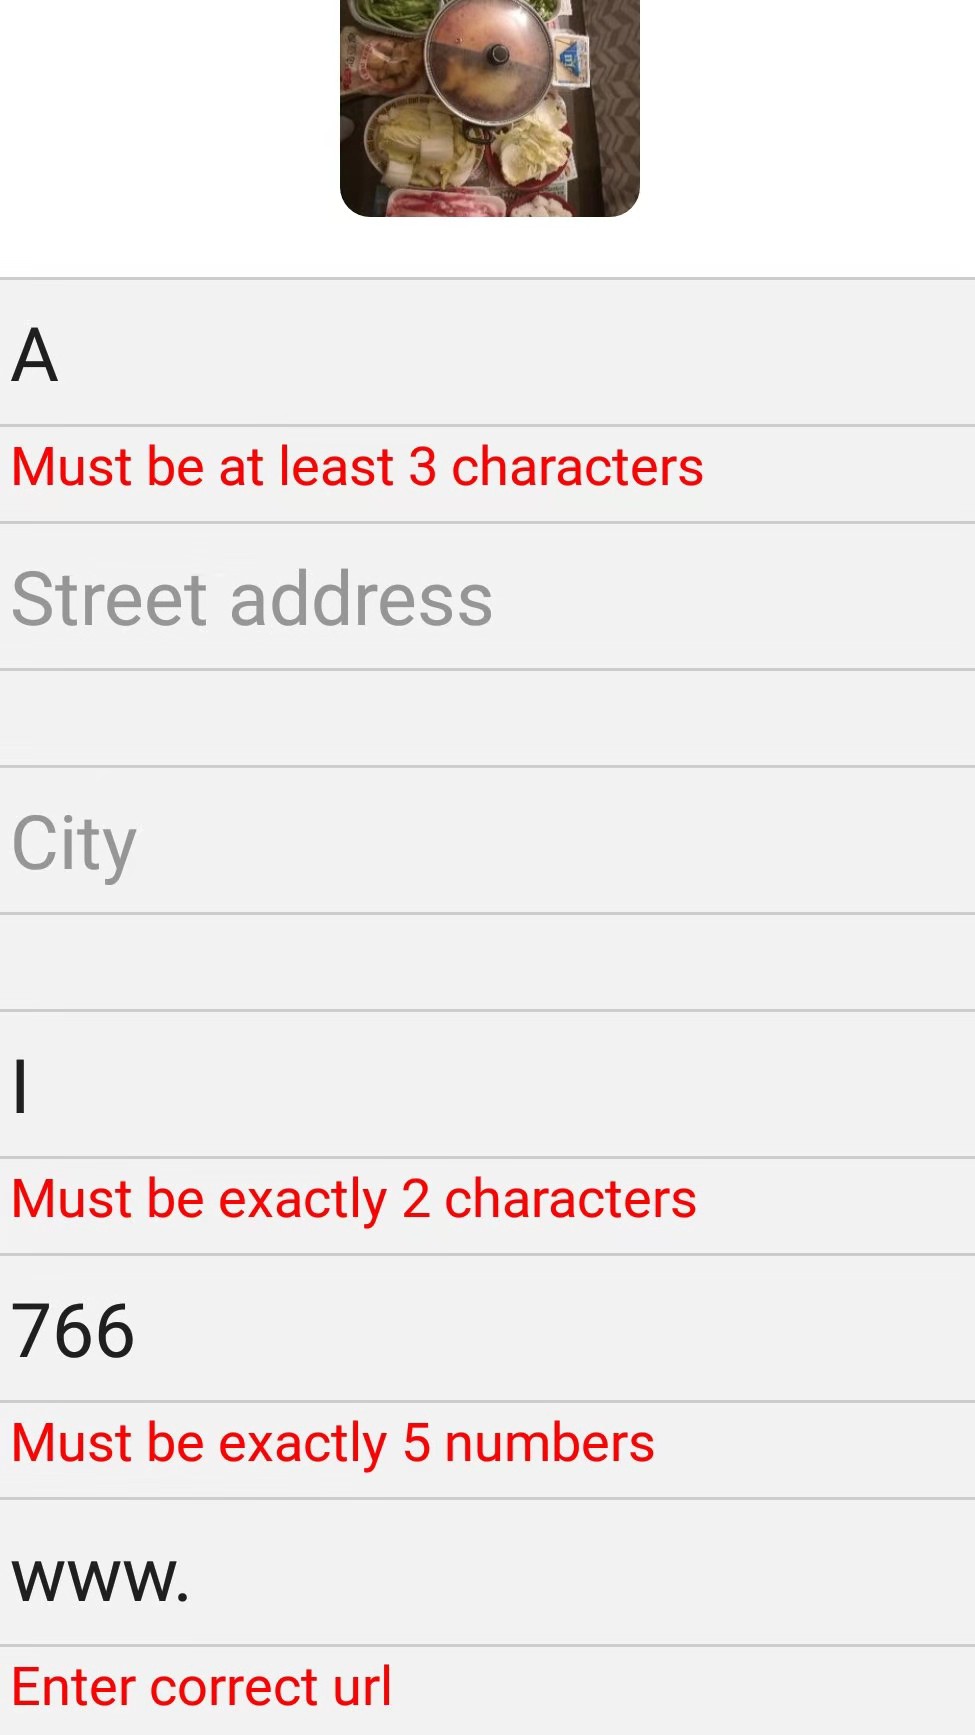 A
Must be at least 3 characters
Street address
City
I
Must be exactly 2 characters
766
Must be exactly 5 numbers
www.
Enter correct url